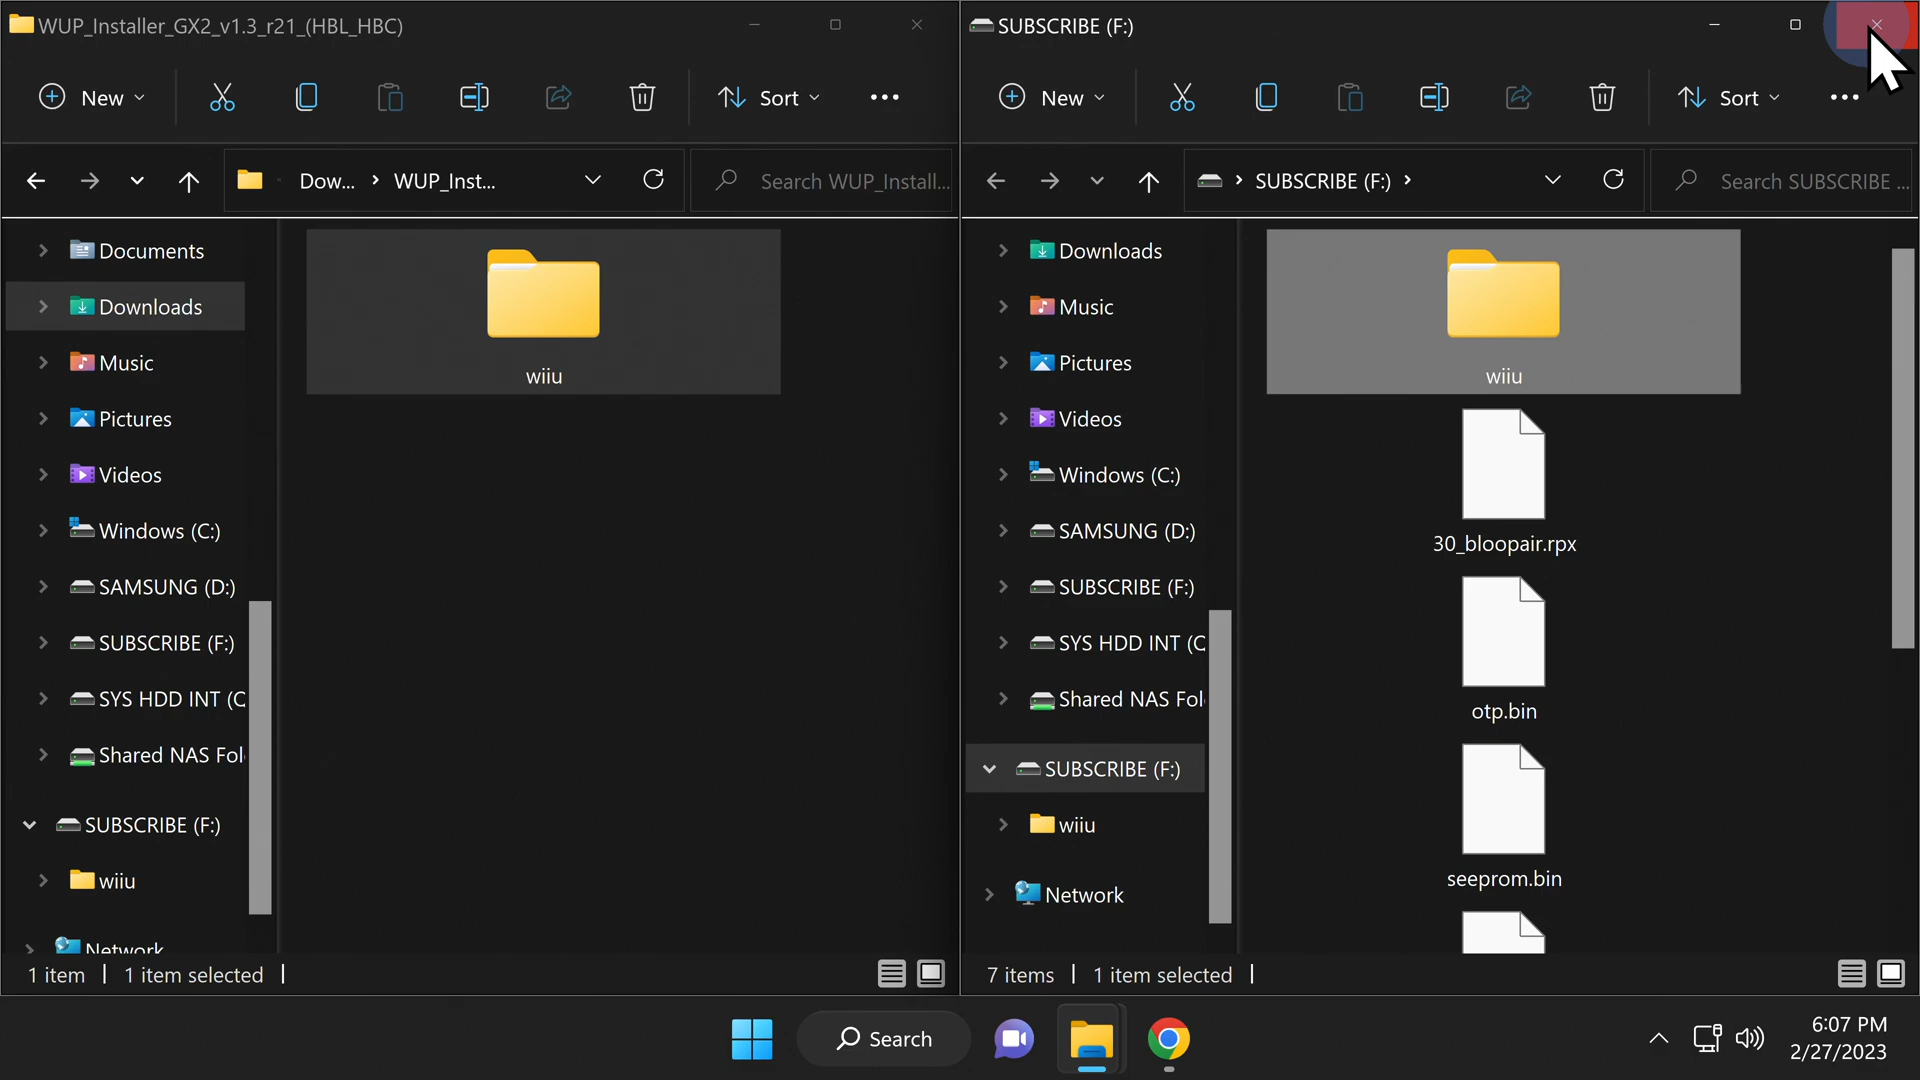 WUP_Installer_GX2_v1.3_r21_(HBL_HBC)
New
Sort
Dow...
WUP_Inst...
Search WUP_Install...
Documents
Downloads
Music
Pictures
Videos
Windows (C:)
SAMSUNG (D:)
SUBSCRIBE (F:)
SYS HDD INT (
Shared NAS Fol
SUBSCRIBE (F:)
wiiu
Network
wiiu
1 item
1 item selected
SUBSCRIBE (F:)
New
Sort
SUBSCRIBE (F:)
Search SUBSCRIBE ...
Downloads
Music
Pictures
Videos
Windows (C:)
SAMSUNG (D:)
SUBSCRIBE (F:)
SYS HDD INT (
Shared NAS Fol
SUBSCRIBE (F:)
wiiu
Network
wiiu
30_bloopair.rpx
otp.bin
seeprom.bin
7 items
1 item selected
Search
6:07 PM
2/27/2023